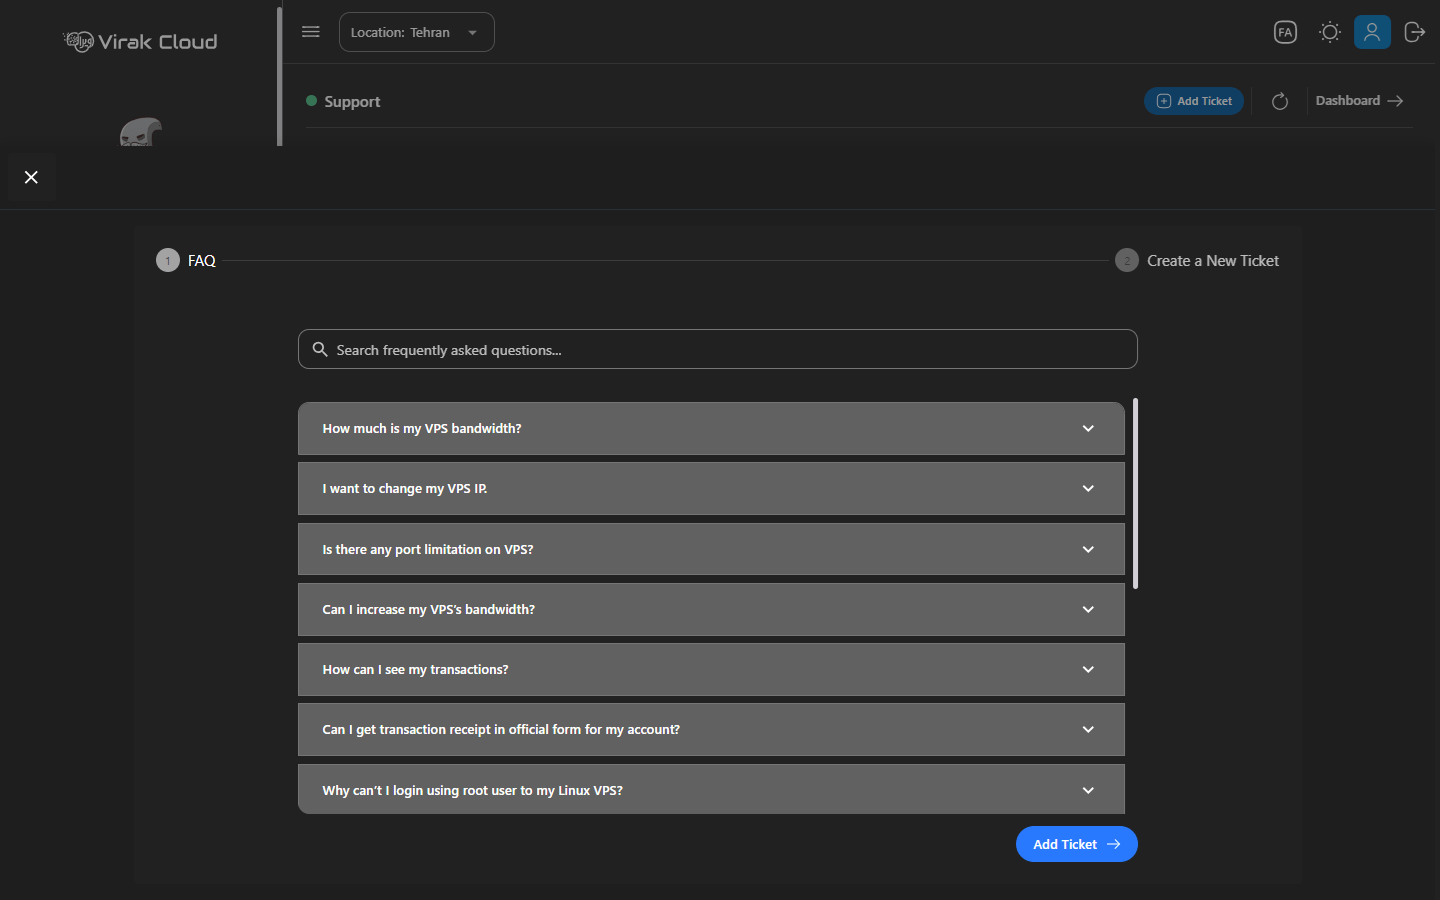 Virak Cloud
Location: Tehran
FA
Support
Add Ticket
Dashboard
1 FAQ
2 Create a New Ticket
Search frequently asked questions...
How much is my VPS bandwidth?
I want to change my VPS IP.
Is there any port limitation on VPS?
Can I increase my VPS's bandwidth?
How can I see my transactions?
Can I get transaction receipt in official form for my account?
Why can't I login using root user to my Linux VPS?
Add Ticket